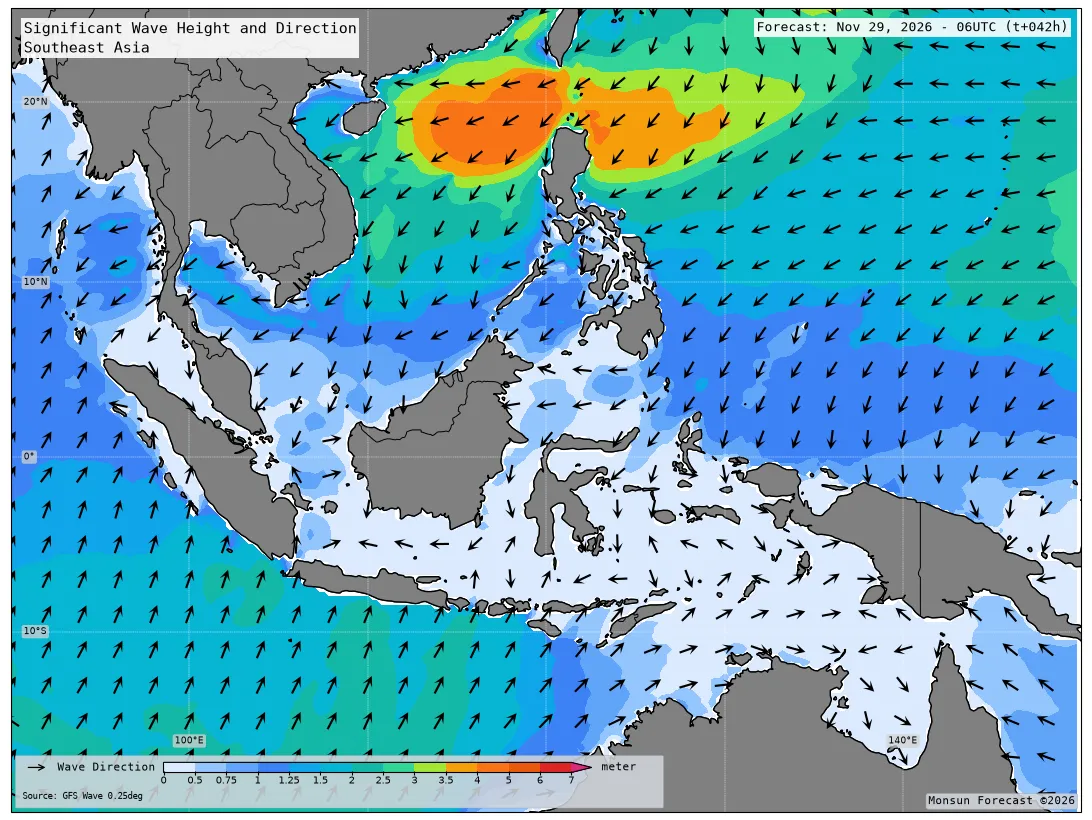 Significant Wave Height and Direction
Southeast Asia
Forecast: Nov 29, 2026 - 06UTC (t+042h)
20°N
10°N
0°
10°S
100°E
140°E
Wave Direction
meter
0 0.5 0.75 1 1.25 1.5 2 2.5 3 3.5 4 5 6 7
Source: GFS Wave 0.25deg
Monsun Forecast ©2026